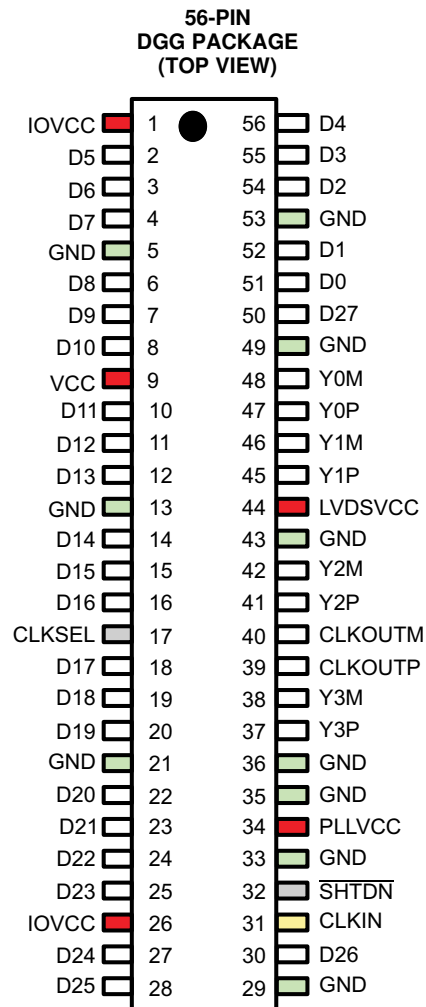 56-PIN
DGG PACKAGE
(TOP VIEW)
IOVCC 1 56 D4
D5 2 55 D3
D6 3 54 D2
D7 4 53 GND
GND 5 52 D1
D8 6 51 D0
D9 7 50 D27
D10 8 49 GND
VCC 9 48 Y0M
D11 10 47 Y0P
D12 11 46 Y1M
D13 12 45 Y1P
GND 13 44 LVDSVCC
D14 14 43 GND
D15 15 42 Y2M
D16 16 41 Y2P
CLKSEL 17 40 CLKOUTM
D17 18 39 CLKOUTP
D18 19 38 Y3M
D19 20 37 Y3P
GND 21 36 GND
D20 22 35 GND
D21 23 34 PLLVCC
D22 24 33 GND
D23 25 32 SHTDN
IOVCC 26 31 CLKIN
D24 27 30 D26
D25 28 29 GND